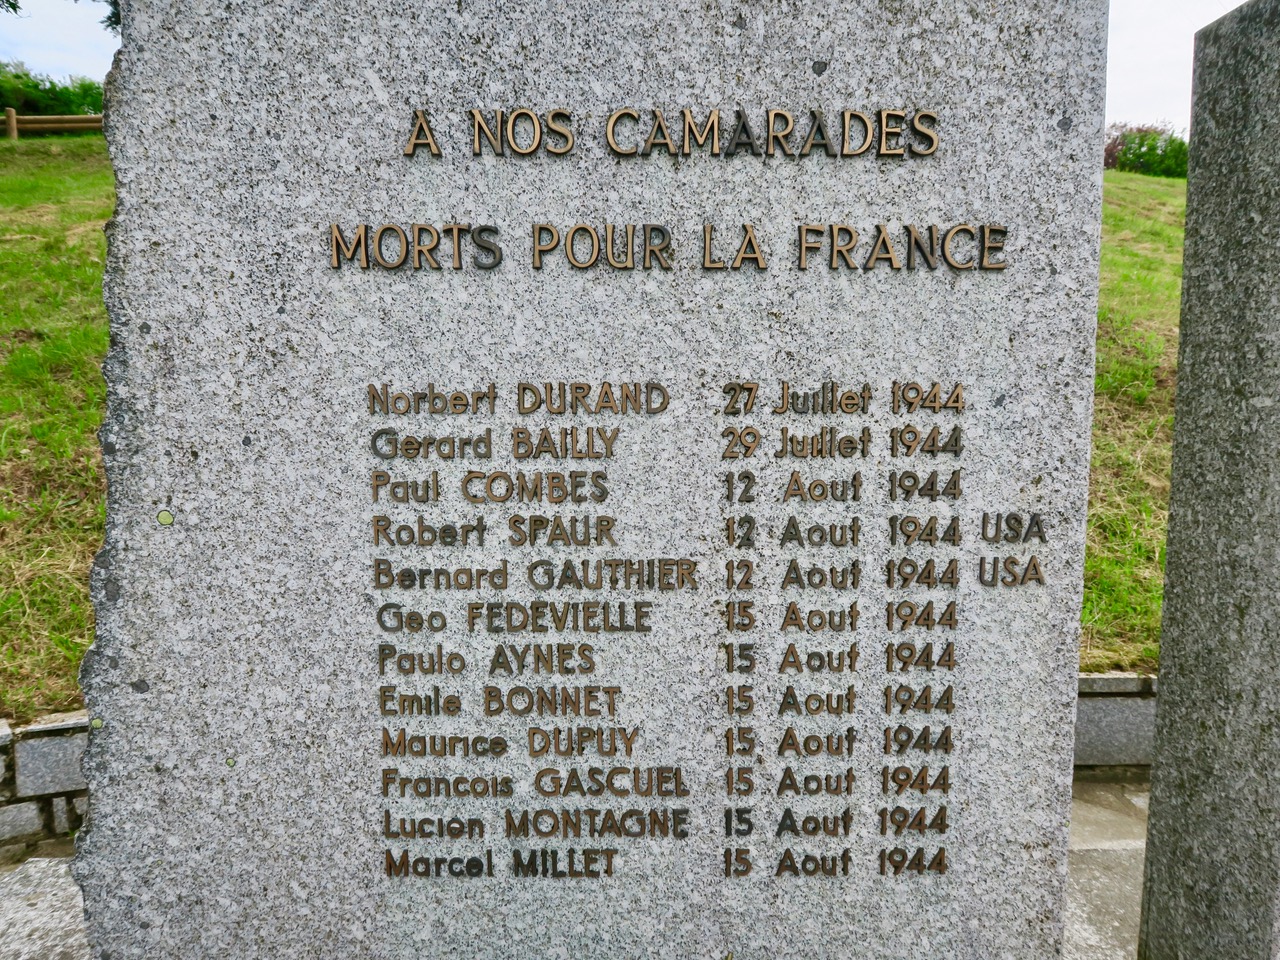 A NOS CAMARADES
MORTS POUR LA FRANCE
Norbert DURAND 27 Juillet 1944
Gerard BAILLY 29 Juillet 1944
Paul COMBES 12 Aout 1944
Robert SPAUR 12 Aout 1944 USA
Bernard GAUTHIER 12 Aout 1944 USA
Geo FEDEVIELLE 15 Aout 1944
Paulo AYNES 15 Aout 1944
Emile BONNET 15 Aout 1944
Maurice DUPUY 15 Aout 1944
Francois GASCUEL 15 Aout 1944
Lucien MONTAGNE 15 Aout 1944
Marcel MILLET 15 Aout 1944